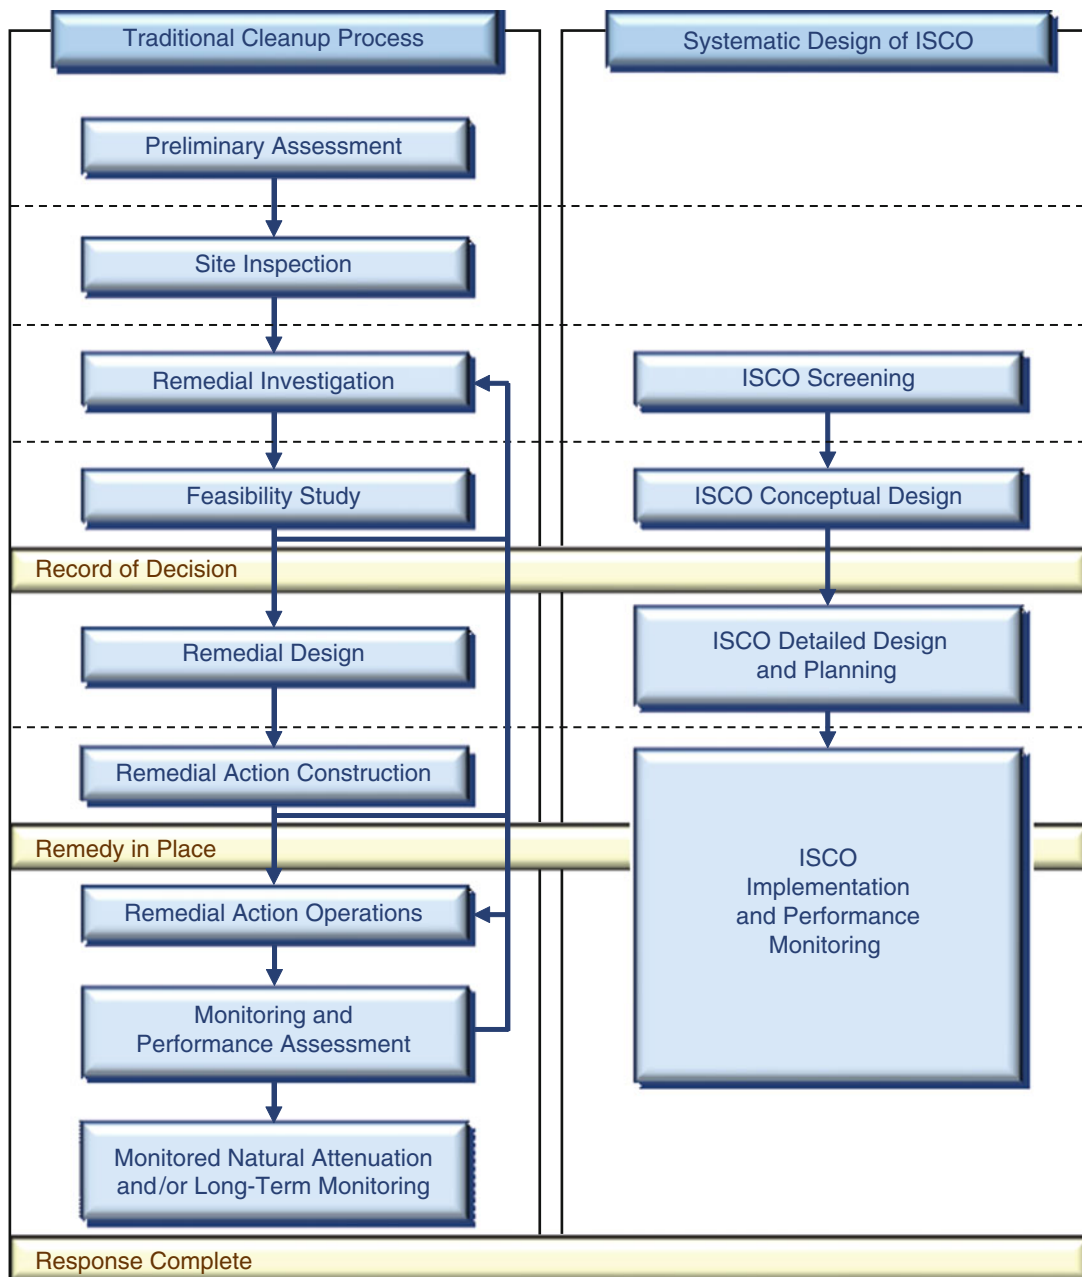 Traditional Cleanup Process
Systematic Design of ISCO
Preliminary Assessment
Site Inspection
Remedial Investigation
ISCO Screening
Feasibility Study
ISCO Conceptual Design
Record of Decision
Remedial Design
ISCO Detailed Design
and Planning
Remedial Action Construction
Remedy in Place
ISCO
Implementation
and Performance
Monitoring
Remedial Action Operations
Monitoring and
Performance Assessment
Monitored Natural Attenuation
and/or Long-Term Monitoring
Response Complete